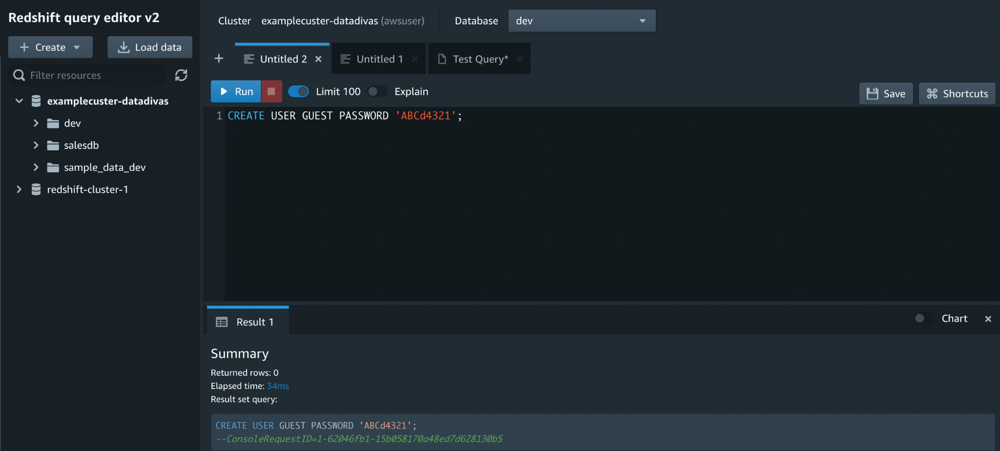 Redshift query editor v2
Create
Load data
Filter resources
examplecuster-datadivas
dev
salesdb
sample_data_dev
redshift-cluster-1
Cluster examplecuster-datadivas (awsuser) Database dev
Untitled 2 Untitled 1 Test Query*
Run Limit 100 Explain Save Shortcuts
1 CREATE USER GUEST PASSWORD 'ABCd4321';
Result 1 Chart
Summary
Returned rows: 0
Elapsed time: 34ms
Result set query:
CREATE USER GUEST PASSWORD 'ABCd4321';
--ConsoleRequestID=1-62046fb1-15b058170a48ed7d628130b5